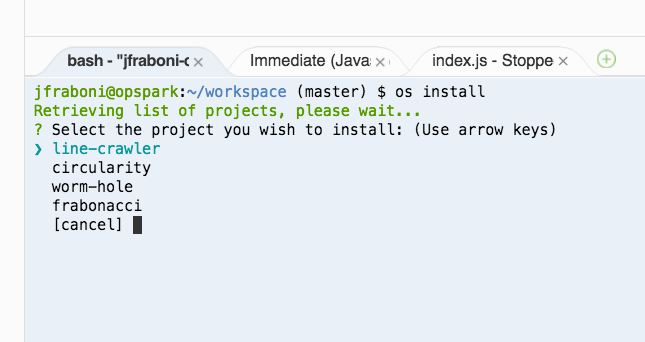 bash - "jfraboni-c × Immediate (Java: × index.js - Stoppe ×
jfraboni@opspark:~/workspace (master) $ os install
Retrieving list of projects, please wait...
? Select the project you wish to install: (Use arrow keys)
❯ line-crawler
circularity
worm-hole
frabonacci
[cancel]